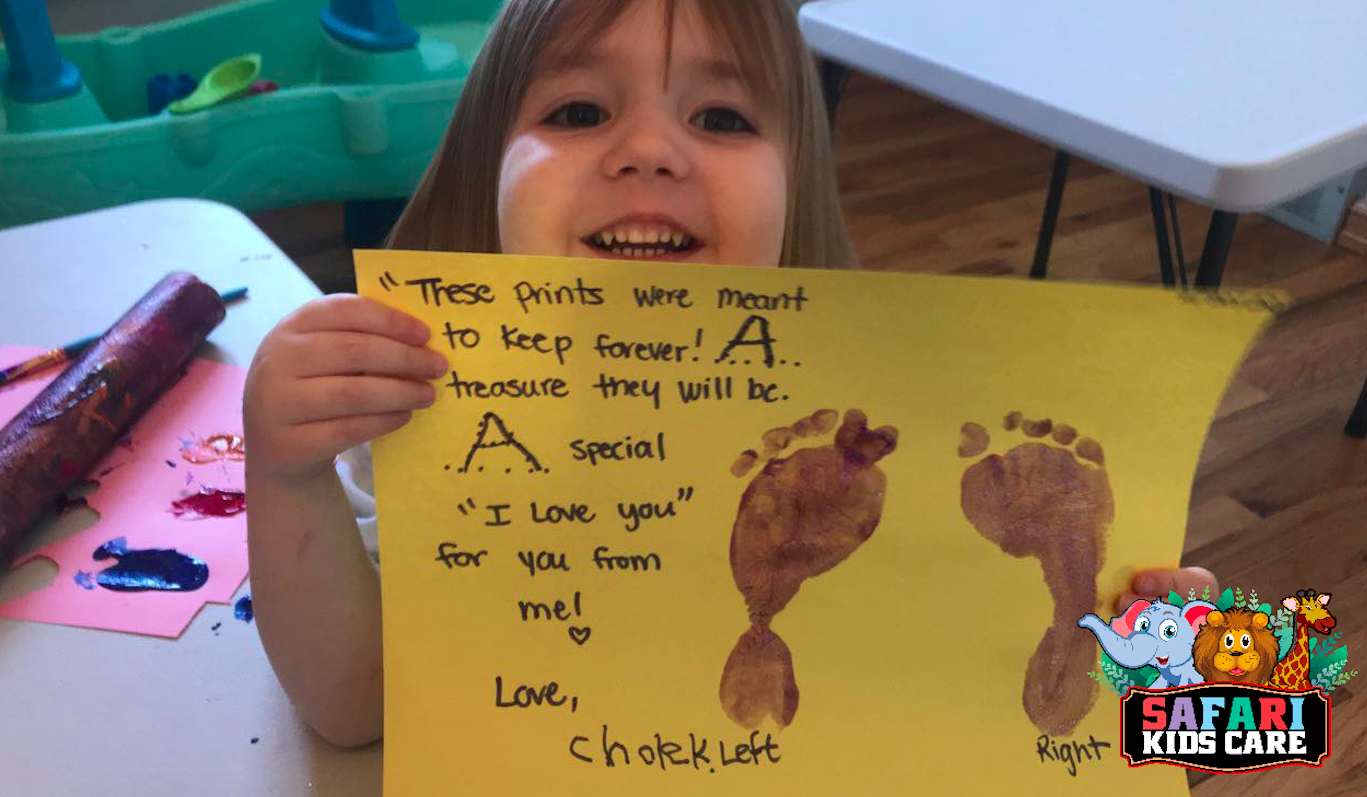 "These prints were meant
to keep forever! A
treasure they will be.
A special
"I Love you"
for you from
me!
Love,
Left
Right
SAFARI
KIDS CARE